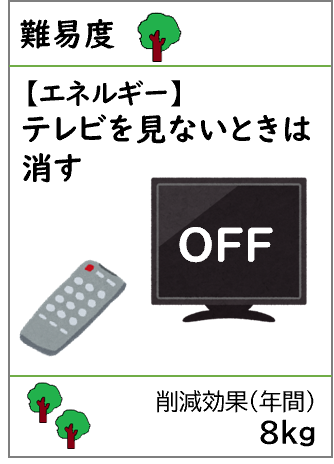 難易度
【エネルギー】
テレビを見ないときは
消す
OFF
削減効果(年間)
8kg